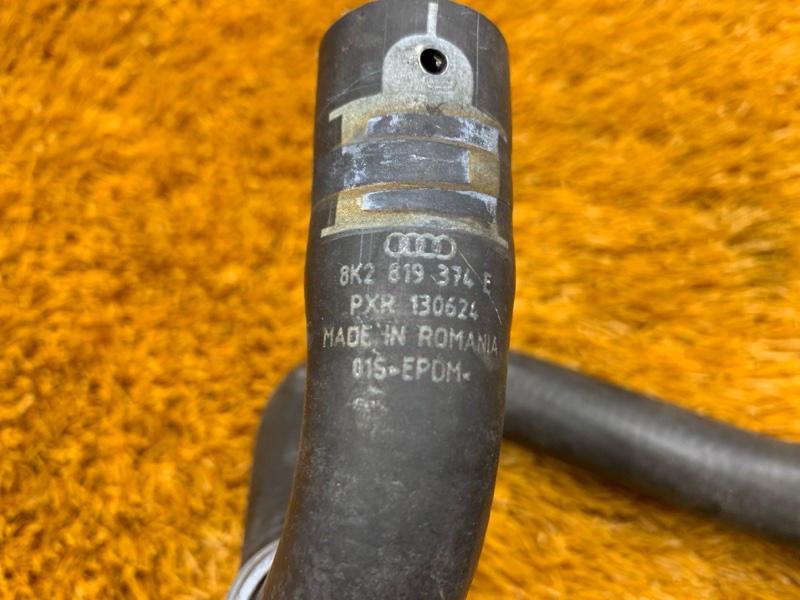 8K2 819 374 E
PXR 130624
MADE IN ROMANIA
015>EPDM<